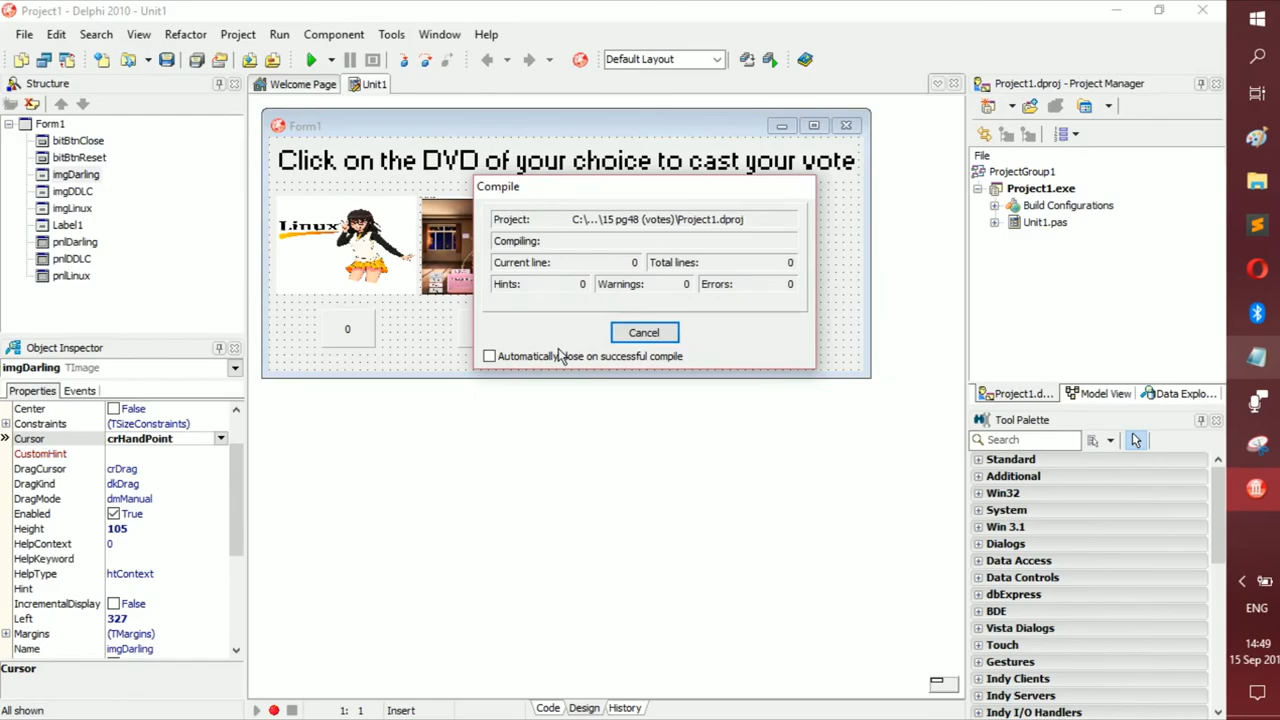 Project1 - Delphi 2010 - Unit1
File Edit Search View Refactor Project Run Component Tools Window Help
Default Layout
Structure
Welcome Page
Unit1
Project1.dproj - Project Manager
Form1
bitBtnClose
bitBtnReset
imgDarling
imgDDLC
imgLinux
Label1
pnlDarling
pnlDDLC
pnlLinux
Form1
Click on the DVD of your choice to cast your vote
Linux
0
Compile
Project: C:\...\15 pg48 (votes)\Project1.dproj
Compiling:
Current line: 0 Total lines: 0
Hints: 0 Warnings: 0 Errors: 0
Cancel
Automatically close on successful compile
File
ProjectGroup1
Project1.exe
Build Configurations
Unit1.pas
Object Inspector
imgDarling TImage
Properties Events
Center False
Constraints (TSizeConstraints)
Cursor crHandPoint
CustomHint
DragCursor crDrag
DragKind dkDrag
DragMode dmManual
Enabled True
Height 105
HelpContext 0
HelpKeyword
HelpType htContext
Hint
IncrementalDisplay False
Left 327
Margins (TMargins)
Name imgDarling
Cursor
All shown
1: 1 Insert
Code Design History
Project1.d... Model View Data Explo...
Tool Palette
Search
Standard
Additional
Win32
System
Win 3.1
Dialogs
Data Access
Data Controls
dbExpress
BDE
Vista Dialogs
Touch
Gestures
Indy Clients
Indy Servers
Indy I/O Handlers
ENG
14:49
15 Sep 201